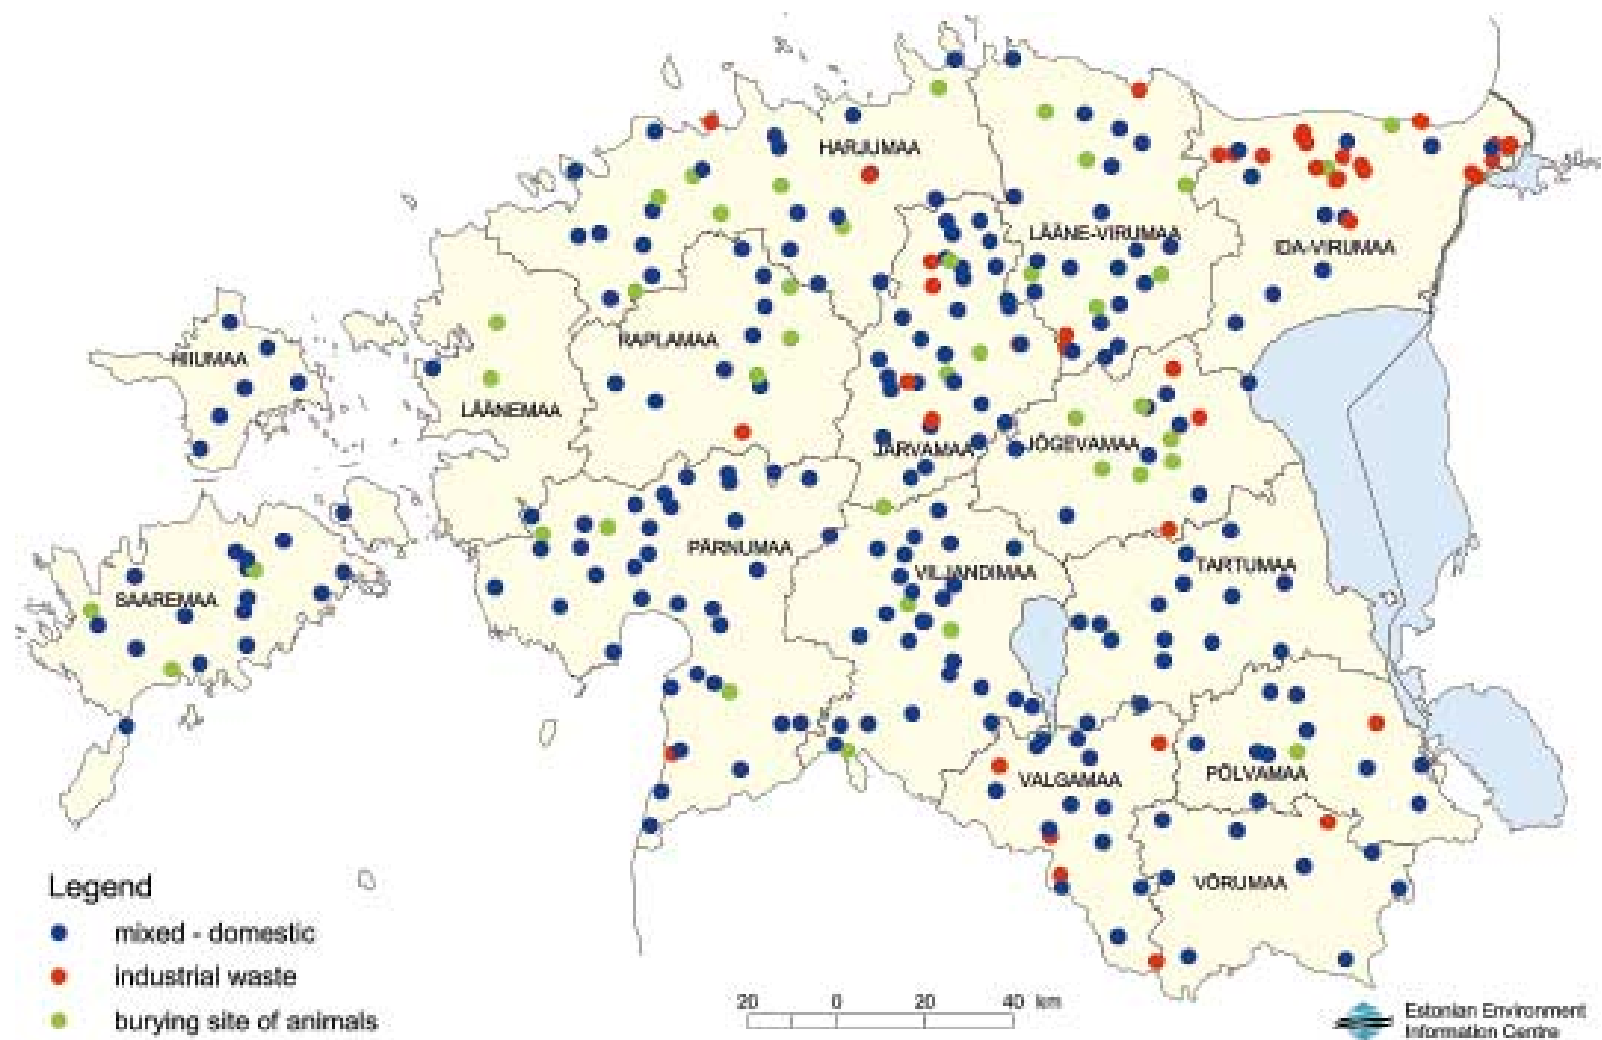 HARJUMAA
LÄÄNE-VIRUMAA
IDA-VIRUMAA
RAPLAMAA
HIIUMAA
LÄÄNEMAA
JÄRVAMAA
JÕGEVAMAA
PÄRNUMAA
VILJANDIMAA
TARTUMAA
SAAREMAA
VALGAMAA
PÕLVAMAA
VÕRUMAA
Legend
mixed - domestic
industrial waste
burying site of animals
20 0 20 40 km
Estonian Environment
Information Centre